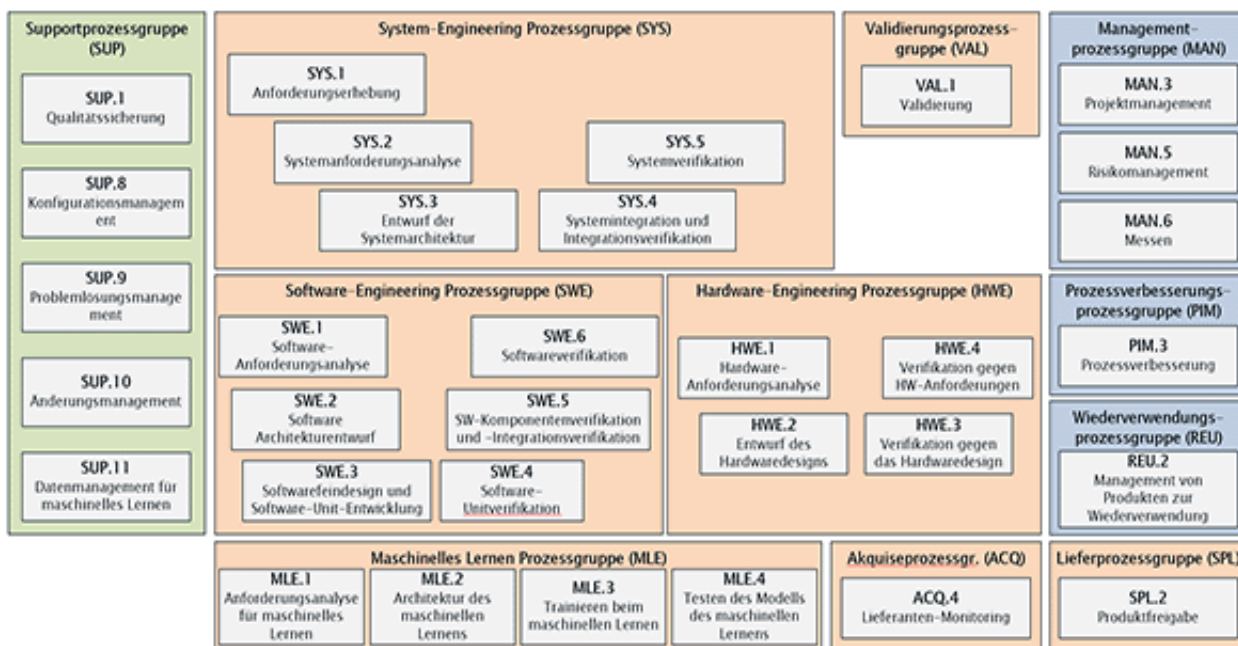 Supportprozessgruppe
(SUP)
SUP.1
Qualitätssicherung
SUP.8
Konfigurationsmanagem
ent
SUP.9
Problemlösungsmanage
ment
SUP.10
Änderungsmanagement
SUP.11
Datenmanagement für
maschinelles Lernen
System-Engineering Prozessgruppe (SYS)
SYS.1
Anforderungserhebung
SYS.2
Systemanforderungsanalyse
SYS.3
Entwurf der
Systemarchitektur
SYS.5
Systemverifikation
SYS.4
Systemintegration und
Integrationsverifikation
Validierungsprozess-
gruppe (VAL)
VAL.1
Validierung
Management-
prozessgruppe (MAN)
MAN.3
Projektmanagement
MAN.5
Risikomanagement
MAN.6
Messen
Software-Engineering Prozessgruppe (SWE)
SWE.1
Software-
Anforderungsanalyse
SWE.2
Software
Architekturentwurf
SWE.3
Softwarefeindesign und
Software-Unit-Entwicklung
SWE.6
Softwareverifikation
SWE.5
SW-Komponentenverifikation
und -Integrationsverifikation
SWE.4
Software-
Unitverifikation
Hardware-Engineering Prozessgruppe (HWE)
HWE.1
Hardware-
Anforderungsanalyse
HWE.2
Entwurf des
Hardwaredesigns
HWE.4
Verifikation gegen
HW-Anforderungen
HWE.3
Verifikation gegen
das Hardwaredesign
Prozessverbesserungs-
prozessgruppe (PIM)
PIM.3
Prozessverbesserung
Wiederverwendungs-
prozessgruppe (REU)
REU.2
Management von
Produkten zur
Wiederverwendung
Maschinelles Lernen Prozessgruppe (MLE)
MLE.1
Anforderungsanalyse
für maschinelles
Lernen
MLE.2
Architektur des
maschinellen
Lernens
MLE.3
Trainieren beim
maschinellen Lernen
MLE.4
Testen des Modells
des maschinellen
Lernens
Akquiseprozessgr. (ACQ)
ACQ.4
Lieferanten-Monitoring
Lieferprozessgruppe (SPL)
SPL.2
Produktfreigabe